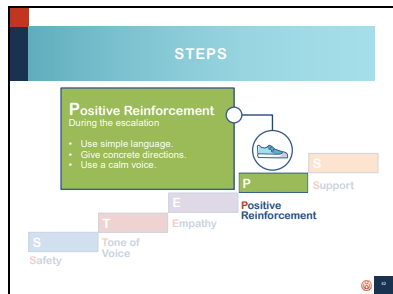 STEPS
Positive Reinforcement
During the escalation
• Use simple language.
• Give concrete directions.
• Use a calm voice.
S
Support
P
Positive
Reinforcement
E
Empathy
T
Tone of
Voice
S
Safety